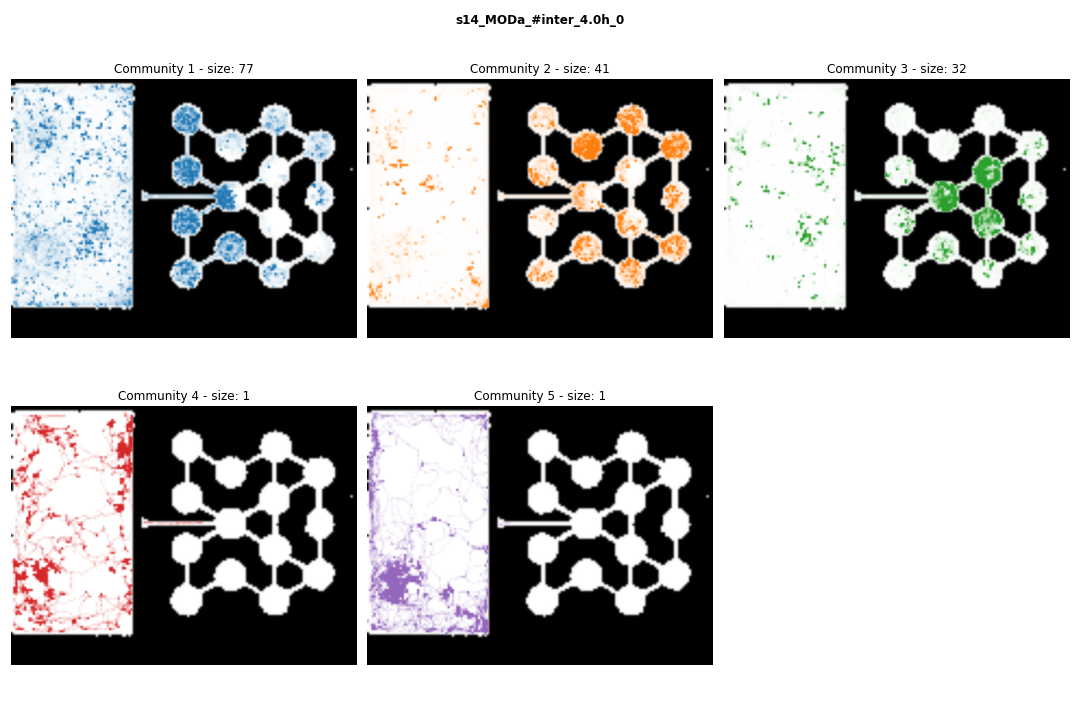 s14_MODa_#inter_4.0h_0
Community 1 - size: 77
Community 2 - size: 41
Community 3 - size: 32
Community 4 - size: 1
Community 5 - size: 1